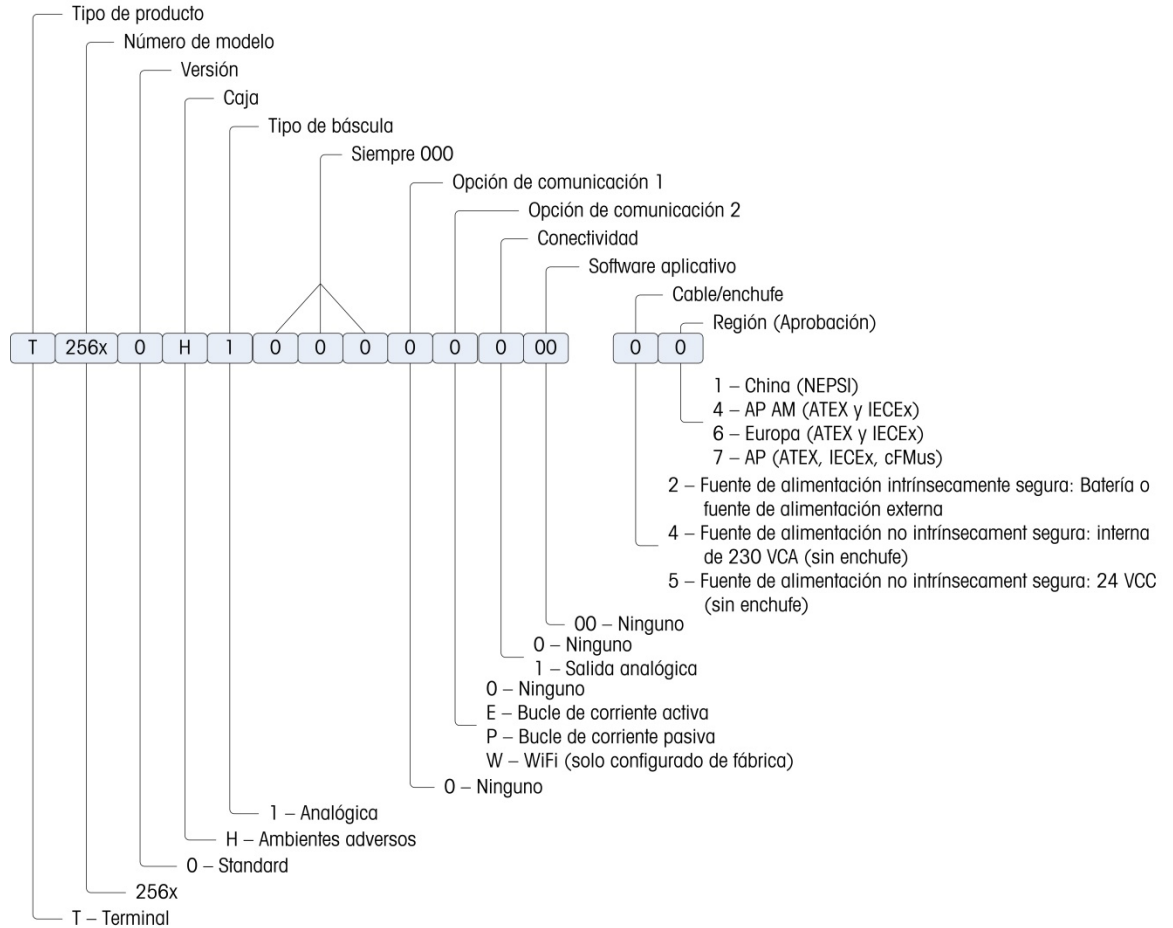 Tipo de producto
Número de modelo
Versión
Caja
Tipo de báscula
Siempre 000
Opción de comunicación 1
Opción de comunicación 2
Conectividad
Software aplicativo
Cable/enchufe
Región (Aprobación)
T 256x 0 H 1 0 0 0 0 0 0 00 0 0
1 – China (NEPSI)
4 – AP AM (ATEX y IECEx)
6 – Europa (ATEX y IECEx)
7 – AP (ATEX, IECEx, cFMus)
2 – Fuente de alimentación intrínsecamente segura: Batería o
fuente de alimentación externa
4 – Fuente de alimentación no intrínsecament segura: interna
de 230 VCA (sin enchufe)
5 – Fuente de alimentación no intrínsecament segura: 24 VCC
(sin enchufe)
00 – Ninguno
0 – Ninguno
1 – Salida analógica
0 – Ninguno
E – Bucle de corriente activa
P – Bucle de corriente pasiva
W – WiFi (solo configurado de fábrica)
0 – Ninguno
1 – Analógica
H – Ambientes adversos
0 – Standard
256x
T – Terminal